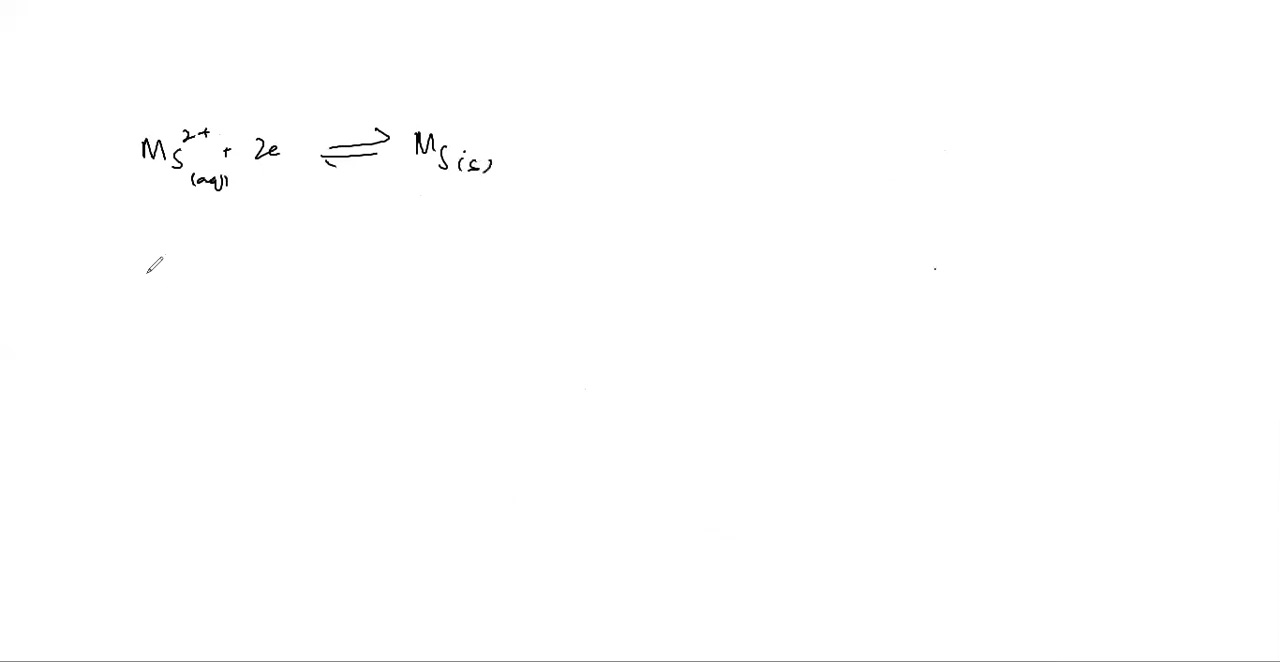 Mg²⁺(aq) + 2e ⇌ Mg(s)